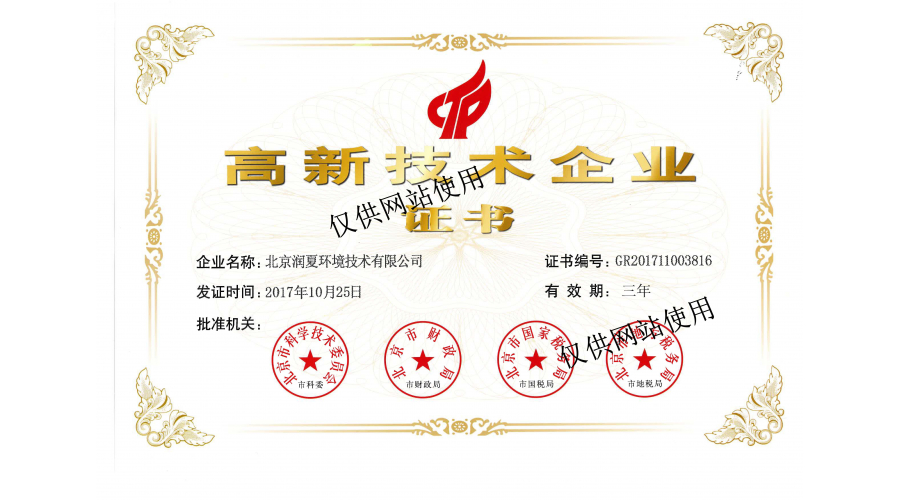 高新技术企业
证书
仅供网站使用
企业名称：北京润夏环境技术有限公司
证书编号：GR201711003816
发证时间：2017年10月25日
有效期：三年
批准机关：
仅供网站使用
北京市科学技术委员会
市科委
北京市财政局
市财政局
北京市国家税务局
市国税局
北京市地方税务局
市地税局